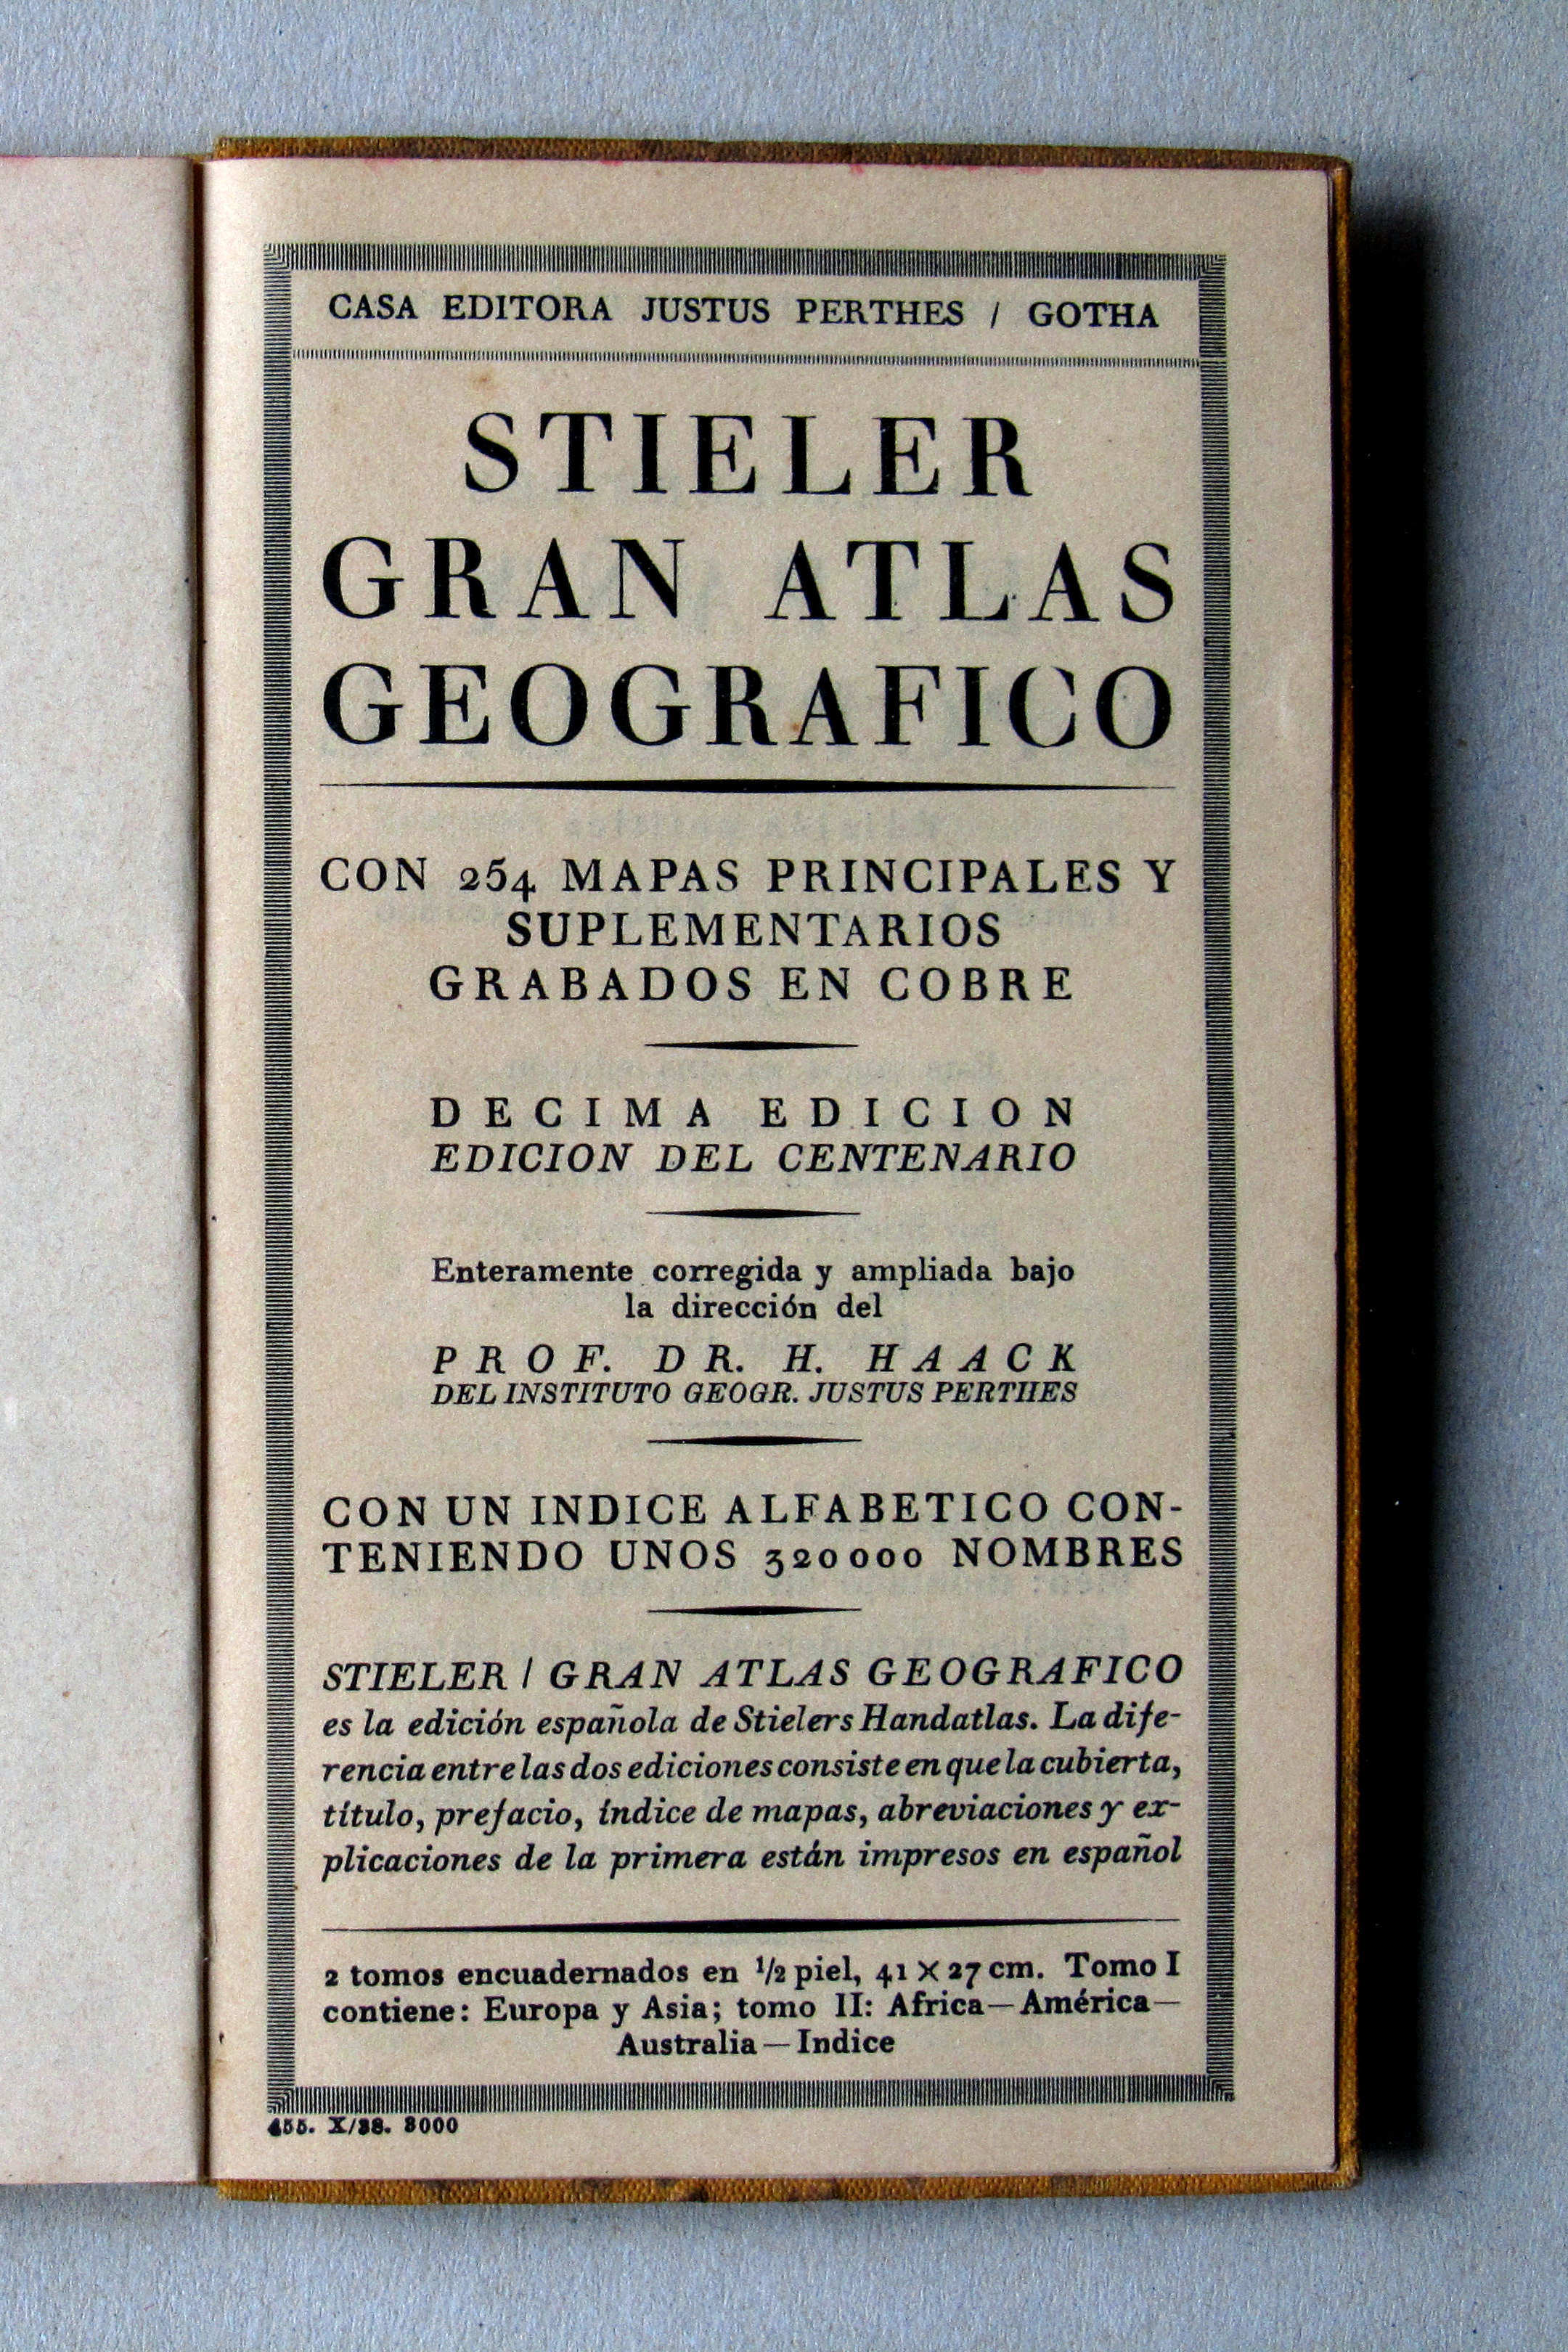 CASA EDITORA JUSTUS PERTHES / GOTHA
STIELER
GRAN ATLAS
GEOGRAFICO
CON 254 MAPAS PRINCIPALES Y
SUPLEMENTARIOS
GRABADOS EN COBRE
DECIMA EDICION
EDICION DEL CENTENARIO
Enteramente corregida y ampliada bajo
la dirección del
PROF. DR. H. HAACK
DEL INSTITUTO GEOGR. JUSTUS PERTHES
CON UN INDICE ALFABETICO CON-
TENIENDO UNOS 320000 NOMBRES
STIELER / GRAN ATLAS GEOGRAFICO
es la edición española de Stielers Handatlas. La dife-
rencia entre las dos ediciones consiste en que la cubierta,
título, prefacio, índice de mapas, abreviaciones y ex-
plicaciones de la primera están impresos en español
2 tomos encuadernados en 1/2 piel, 41 × 27 cm. Tomo I
contiene: Europa y Asia; tomo II: Africa—América—
Australia—Indice
455. 8000